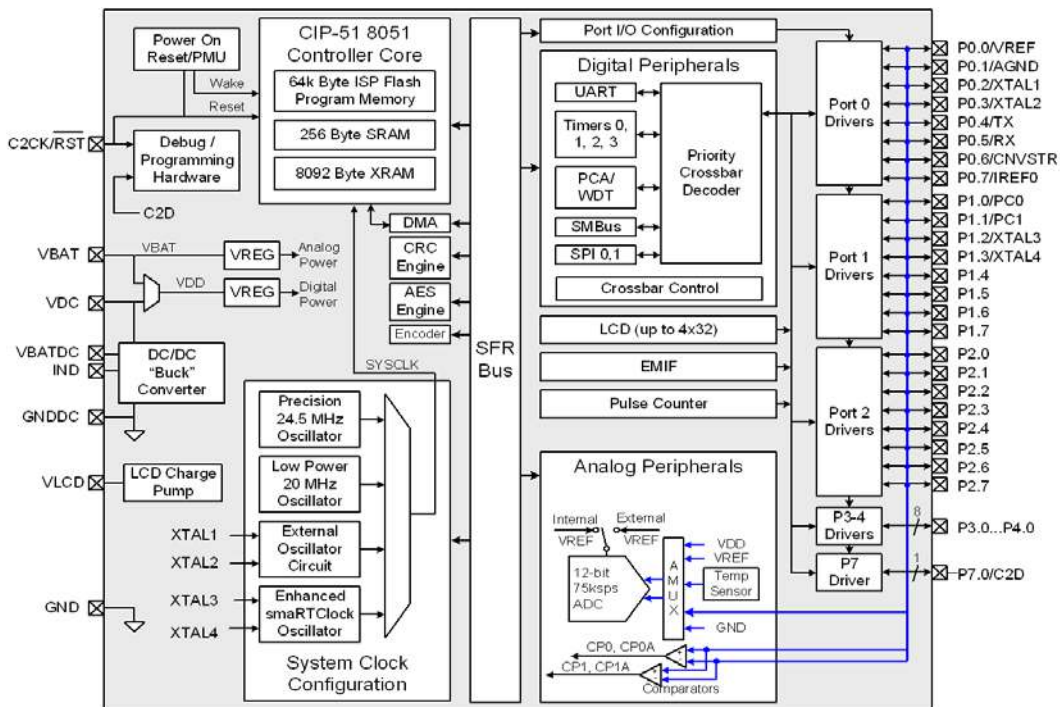 Power On
Reset/PMU
Wake
Reset
C2CK/RST
Debug /
Programming
Hardware
C2D
CIP-51 8051
Controller Core
64k Byte ISP Flash
Program Memory
256 Byte SRAM
8092 Byte XRAM
VBAT
VBAT
VREG
Analog
Power
VDC
VDD
VREG
Digital
Power
VBATDC
IND
DC/DC
"Buck"
Converter
GNDDC
VLCD
LCD Charge
Pump
GND
DMA
CRC
Engine
AES
Engine
Encoder
SYSCLK
Precision
24.5 MHz
Oscillator
Low Power
20 MHz
Oscillator
XTAL1
XTAL2
External
Oscillator
Circuit
XTAL3
XTAL4
Enhanced
smaRTClock
Oscillator
System Clock
Configuration
SFR
Bus
Port I/O Configuration
Digital Peripherals
UART
Timers 0,
1, 2, 3
PCA/
WDT
SMBus
SPI 0,1
Priority
Crossbar
Decoder
Crossbar Control
LCD (up to 4x32)
EMIF
Pulse Counter
Analog Peripherals
Internal
VREF
External
VREF
12-bit
75ksps
ADC
A
M
U
X
VDD
VREF
Temp
Sensor
GND
CP0, CP0A
CP1, CP1A
+
-
+
-
Comparators
Port 0
Drivers
Port 1
Drivers
Port 2
Drivers
P3-4
Drivers
P7
Driver
P0.0/VREF
P0.1/AGND
P0.2/XTAL1
P0.3/XTAL2
P0.4/TX
P0.5/RX
P0.6/CNVSTR
P0.7/IREF0
P1.0/PC0
P1.1/PC1
P1.2/XTAL3
P1.3/XTAL4
P1.4
P1.5
P1.6
P1.7
P2.0
P2.1
P2.2
P2.3
P2.4
P2.5
P2.6
P2.7
8
P3.0...P4.0
1
P7.0/C2D